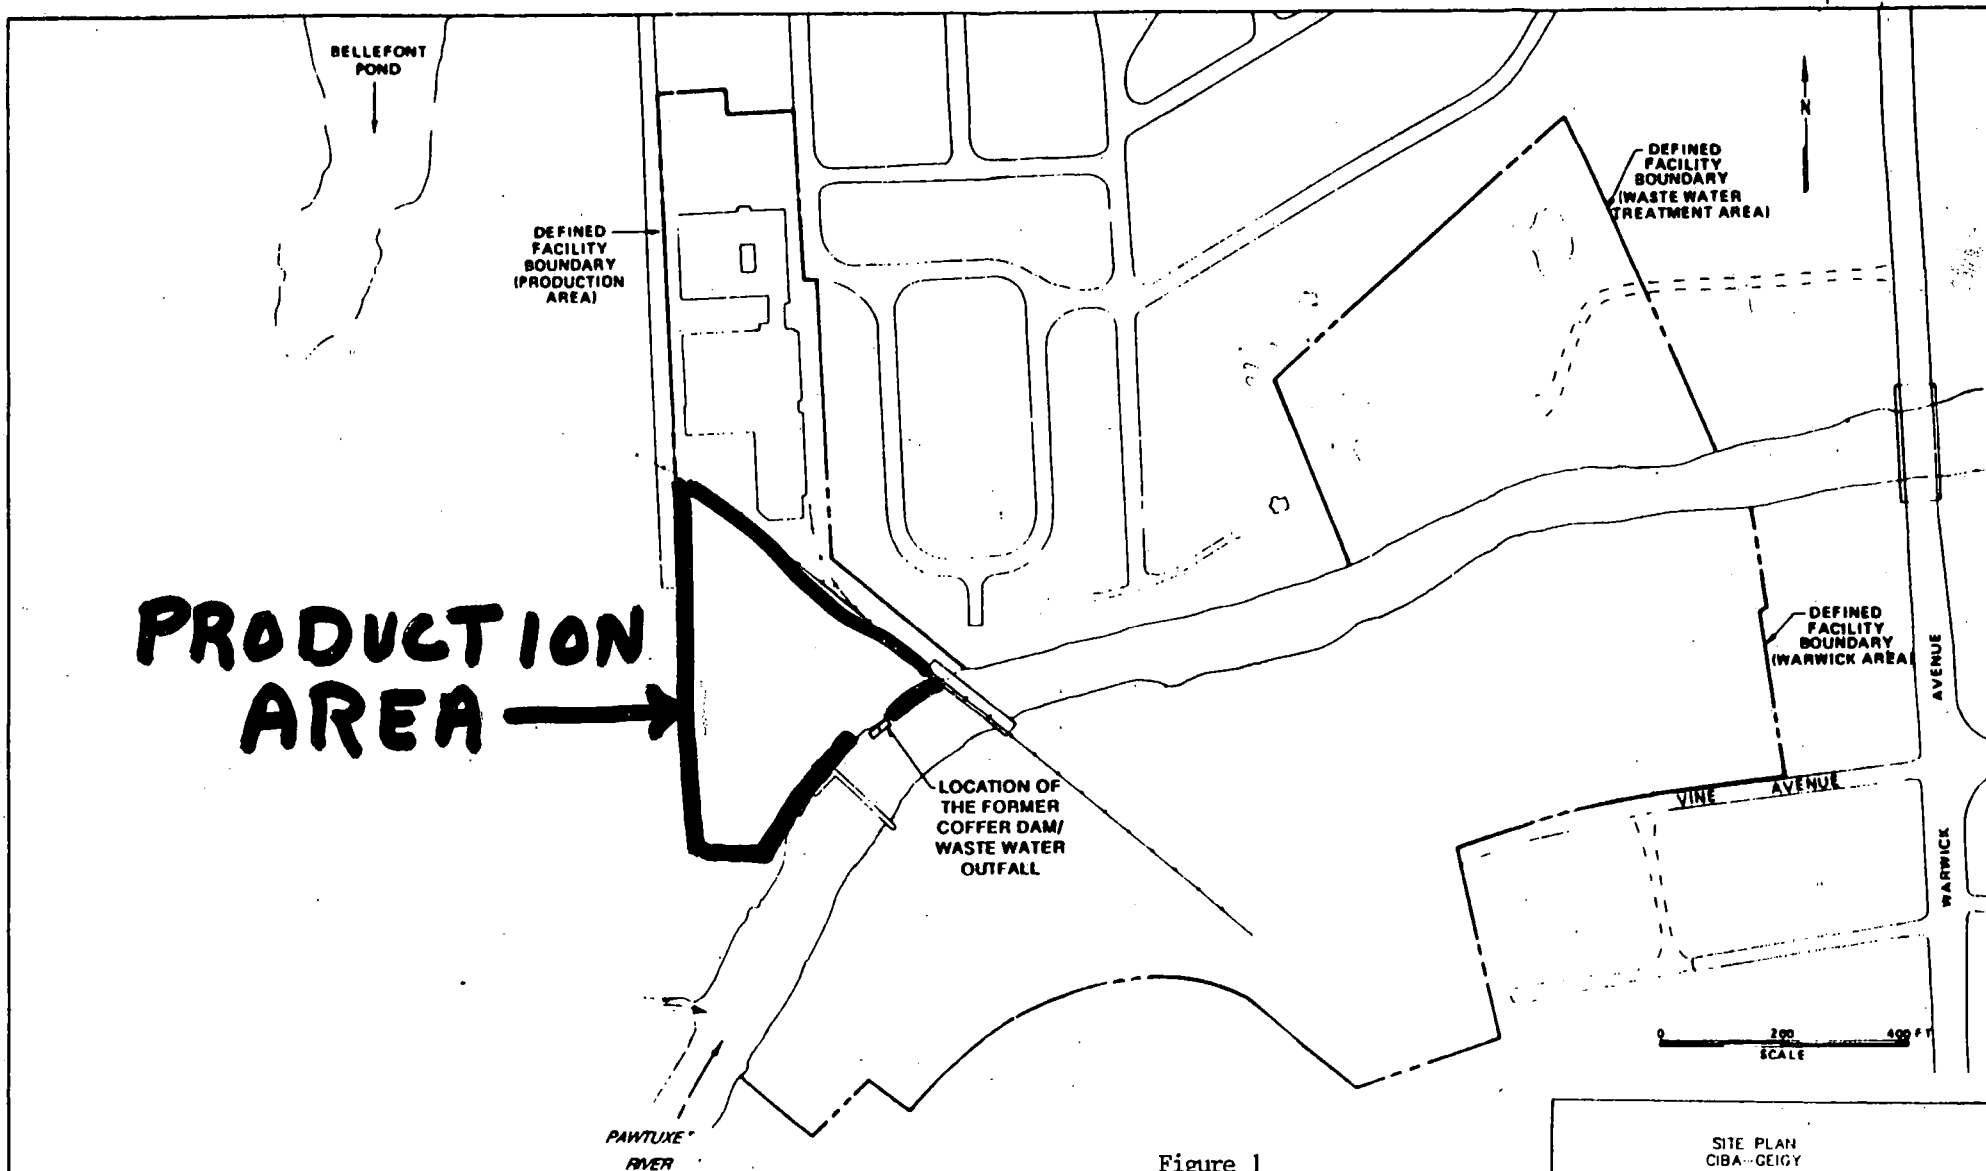 BELLEFONT
POND
N
DEFINED
FACILITY
BOUNDARY
(WASTE WATER
TREATMENT AREA)
DEFINED
FACILITY
BOUNDARY
(PRODUCTION
AREA)
PRODUCTION
AREA
DEFINED
FACILITY
BOUNDARY
(WARWICK AREA)
AVENUE
LOCATION OF
THE FORMER
COFFER DAM/
WASTE WATER
OUTFALL
VINE AVENUE
WARWICK
0 200 400 FT
SCALE
PAWTUXE
RIVER
Figure 1
SITE PLAN
CIBA-GEIGY